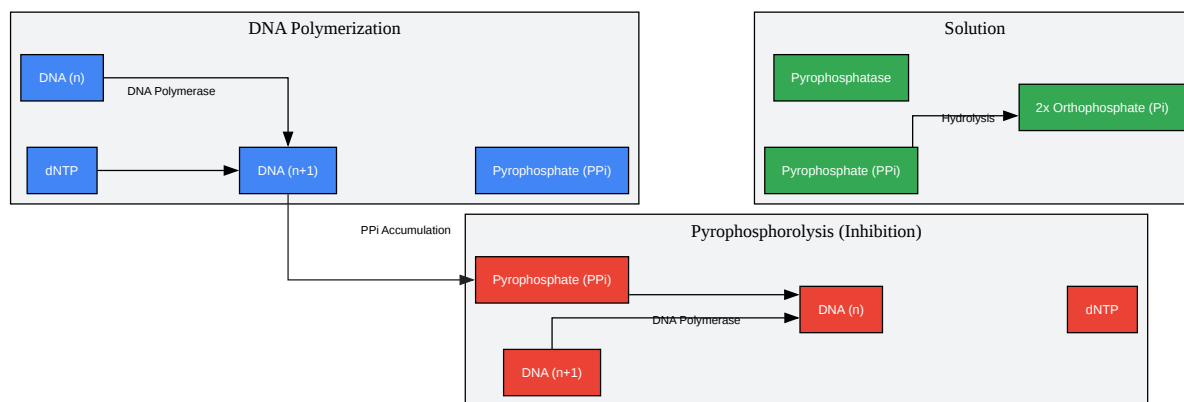 DNA Polymerization
DNA (n)
DNA Polymerase
dNTP
DNA (n+1)
Pyrophosphate (PPi)
Solution
Pyrophosphatase
2x Orthophosphate (Pi)
Hydrolysis
Pyrophosphate (PPi)
PPi Accumulation
Pyrophosphorolysis (Inhibition)
Pyrophosphate (PPi)
DNA (n)
dNTP
DNA Polymerase
DNA (n+1)